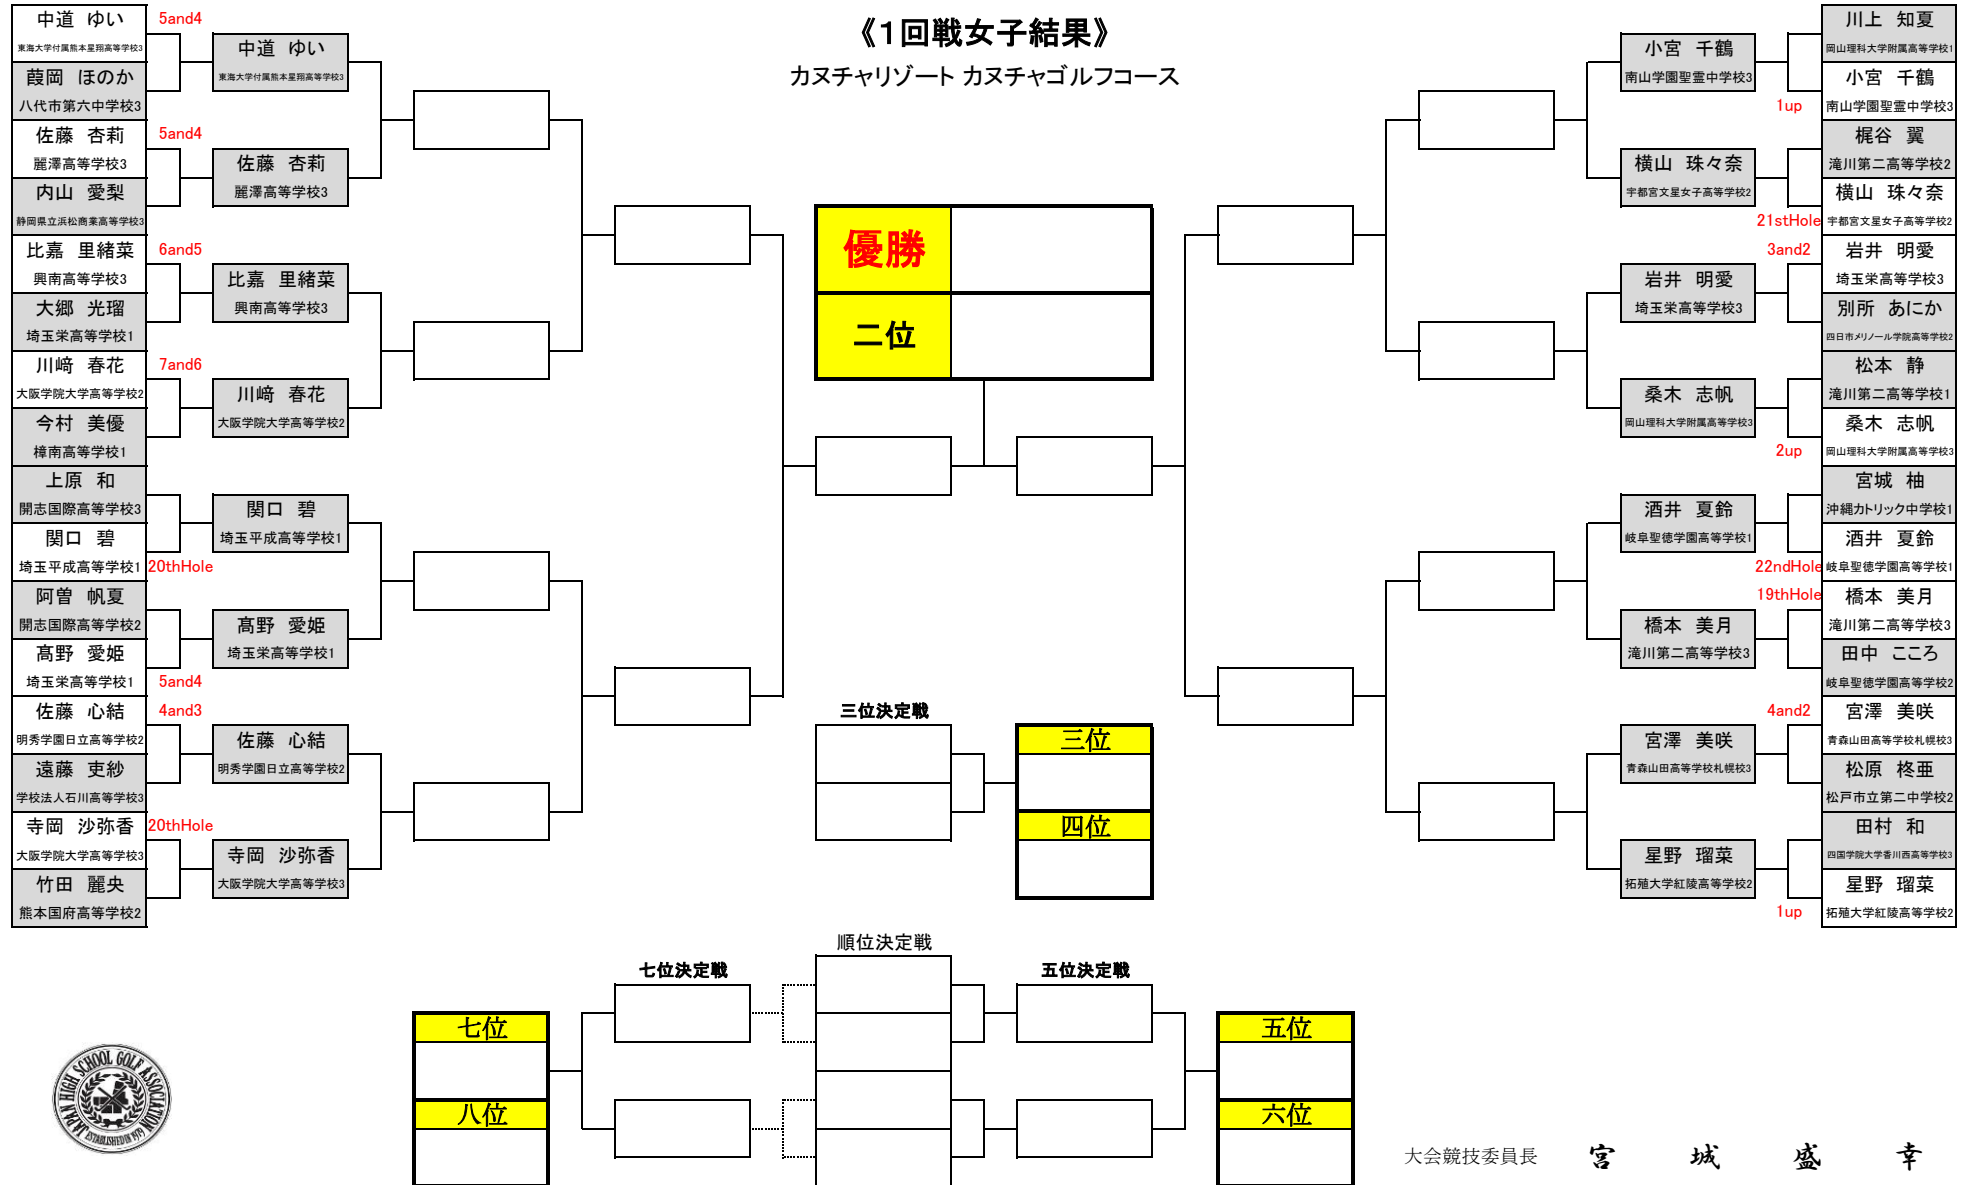 《1回戦女子結果》
カヌチャリゾート カヌチャゴルフコース
中道 ゆい
東海大学付属熊本星翔高等学校3
5and4
葭岡 ほのか
八代市第六中学校3
佐藤 杏莉
麗澤高等学校3
5and4
内山 愛梨
静岡県立浜松商業高等学校3
比嘉 里緒菜
興南高等学校3
6and5
大郷 光瑠
埼玉栄高等学校1
川﨑 春花
大阪学院大学高等学校2
7and6
今村 美優
樟南高等学校1
上原 和
開志国際高等学校3
関口 碧
埼玉平成高等学校1
20thHole
阿曽 帆夏
開志国際高等学校2
髙野 愛姫
埼玉栄高等学校1
5and4
佐藤 心結
明秀学園日立高等学校2
4and3
遠藤 吏紗
学校法人石川高等学校3
寺岡 沙弥香
大阪学院大学高等学校3
20thHole
竹田 麗央
熊本国府高等学校2
中道 ゆい
東海大学付属熊本星翔高等学校3
佐藤 杏莉
麗澤高等学校3
比嘉 里緒菜
興南高等学校3
川﨑 春花
大阪学院大学高等学校2
関口 碧
埼玉平成高等学校1
髙野 愛姫
埼玉栄高等学校1
佐藤 心結
明秀学園日立高等学校2
寺岡 沙弥香
大阪学院大学高等学校3
優勝
二位
三位決定戦
三位
四位
小宮 千鶴
南山学園聖霊中学校3
横山 珠々奈
宇都宮文星女子高等学校2
岩井 明愛
埼玉栄高等学校3
桑木 志帆
岡山理科大学附属高等学校3
酒井 夏鈴
岐阜聖徳学園高等学校1
橋本 美月
滝川第二高等学校3
宮澤 美咲
青森山田高等学校札幌校3
星野 瑠菜
拓殖大学紅陵高等学校2
川上 知夏
岡山理科大学附属高等学校1
小宮 千鶴
南山学園聖霊中学校3
1up
梶谷 翼
滝川第二高等学校2
横山 珠々奈
宇都宮文星女子高等学校2
21stHole
岩井 明愛
埼玉栄高等学校3
3and2
別所 あにか
四日市メリノール学院高等学校2
松本 静
滝川第二高等学校1
桑木 志帆
岡山理科大学附属高等学校3
2up
宮城 柚
沖縄カトリック中学校1
酒井 夏鈴
岐阜聖徳学園高等学校1
22ndHole
橋本 美月
滝川第二高等学校3
19thHole
田中 こころ
岐阜聖徳学園高等学校2
宮澤 美咲
青森山田高等学校札幌校3
4and2
松原 柊亜
松戸市立第二中学校2
田村 和
四国学院大学香川西高等学校3
星野 瑠菜
拓殖大学紅陵高等学校2
1up
順位決定戦
七位決定戦
五位決定戦
七位
八位
五位
六位
JAPAN HIGH SCHOOL GOLF ASSOCIATION
ESTABLISHED IN 1979
大会競技委員長 宮 城 盛 幸